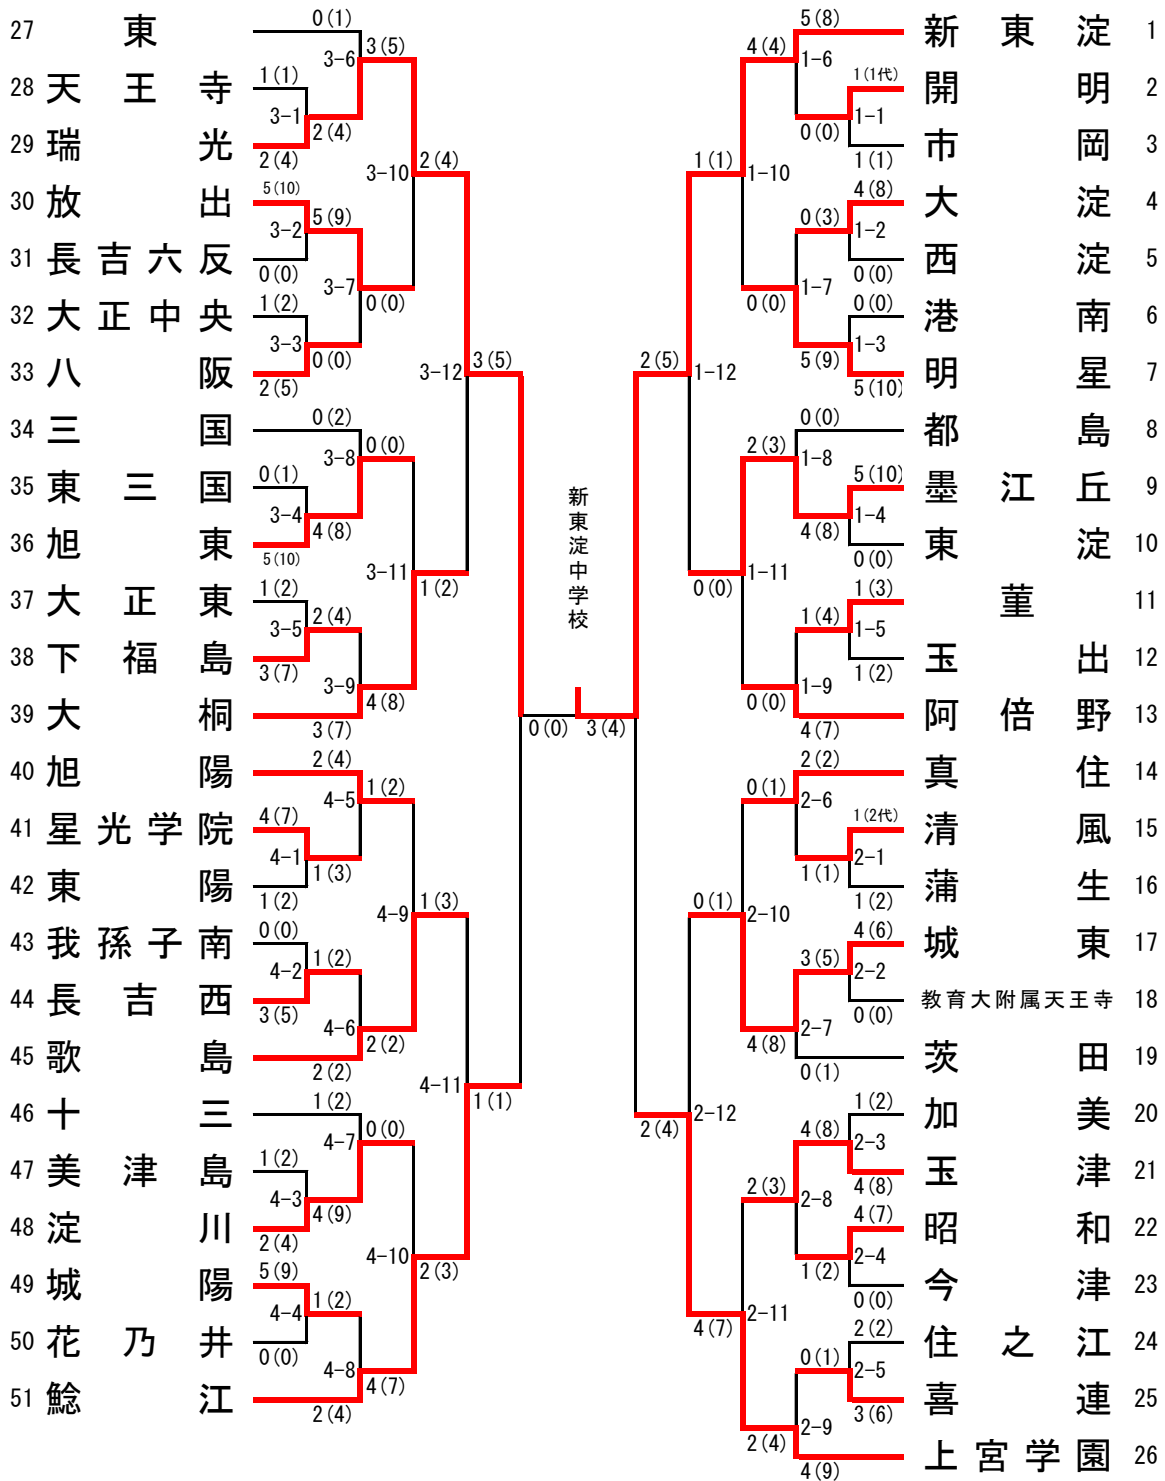 27 東
0(1)
28 天王寺
1(1)
3-1
29 瑞光
2(4)
2(4)
3-6
3(5)
30 放出
5(10)
3-2
31 長吉六反
0(0)
5(9)
3-7
0(0)
32 大正中央
1(2)
3-3
33 八阪
2(5)
0(0)
3-10
2(4)
34 三国
0(2)
3-8
0(0)
35 東三国
0(1)
3-4
36 旭東
5(10)
4(8)
3-11
1(2)
37 大正東
1(2)
3-5
38 下福島
3(7)
2(4)
3-9
4(8)
39 大桐
3(7)
3-12
3(5)
40 旭陽
2(4)
4-5
1(2)
41 星光学院
4(7)
4-1
42 東陽
1(2)
1(3)
4-9
1(3)
43 我孫子南
0(0)
4-2
44 長吉西
3(5)
1(2)
4-6
2(2)
45 歌島
2(2)
4-11
1(1)
46 十三
1(2)
4-7
0(0)
47 美津島
1(2)
4-3
48 淀川
2(4)
4(9)
4-10
2(3)
49 城陽
5(9)
4-4
50 花乃井
0(0)
1(2)
4-8
4(7)
51 鯰江
2(4)
新東淀中学校
0(0)
3(4)
5(8)
新東淀 1
4(4)
1-6
1(1代)
開明 2
1-1
0(0)
市岡 3
1(1)
1(1)
1-10
4(8)
大淀 4
0(3)
1-2
西淀 5
0(0)
1-7
0(0)
0(0)
港南 6
1-3
5(9)
明星 7
5(10)
2(5)
1-12
0(0)
都島 8
2(3)
1-8
5(10)
墨江丘 9
1-4
4(8)
東淀 10
0(0)
0(0)
1-11
1(3)
菫 11
1(4)
1-5
玉出 12
1(2)
1-9
0(0)
阿倍野 13
4(7)
2(2)
真住 14
0(1)
2-6
1(2代)
清風 15
2-1
1(1)
蒲生 16
1(2)
0(1)
2-10
4(6)
城東 17
3(5)
2-2
教育大附属天王寺 18
0(0)
2-7
4(8)
茨田 19
0(1)
2-12
2(4)
1(2)
加美 20
4(8)
2-3
玉津 21
4(8)
2(3)
2-8
4(7)
昭和 22
2-4
1(2)
今津 23
0(0)
2-11
4(7)
2(2)
住之江 24
0(1)
2-5
喜連 25
3(6)
2-9
2(4)
上宮学園 26
4(9)